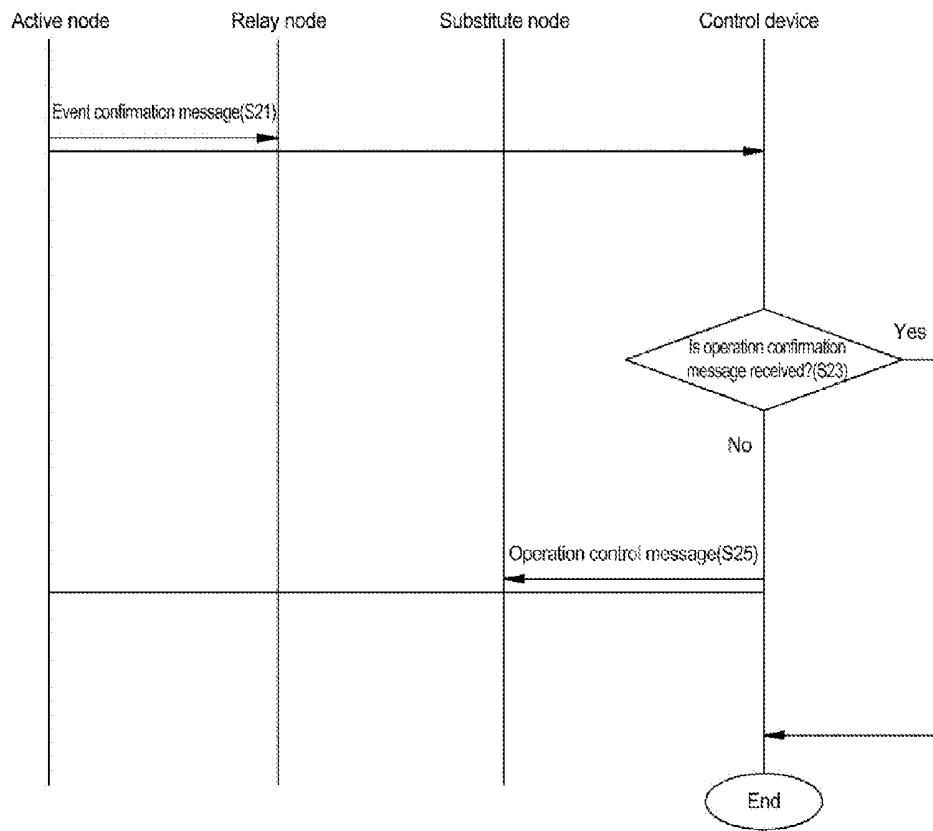 Active node
Relay node
Substitute node
Control device
Event confirmation message(S21)
Is operation confirmation
message received?(S23)
Yes
No
Operation control message(S25)
End